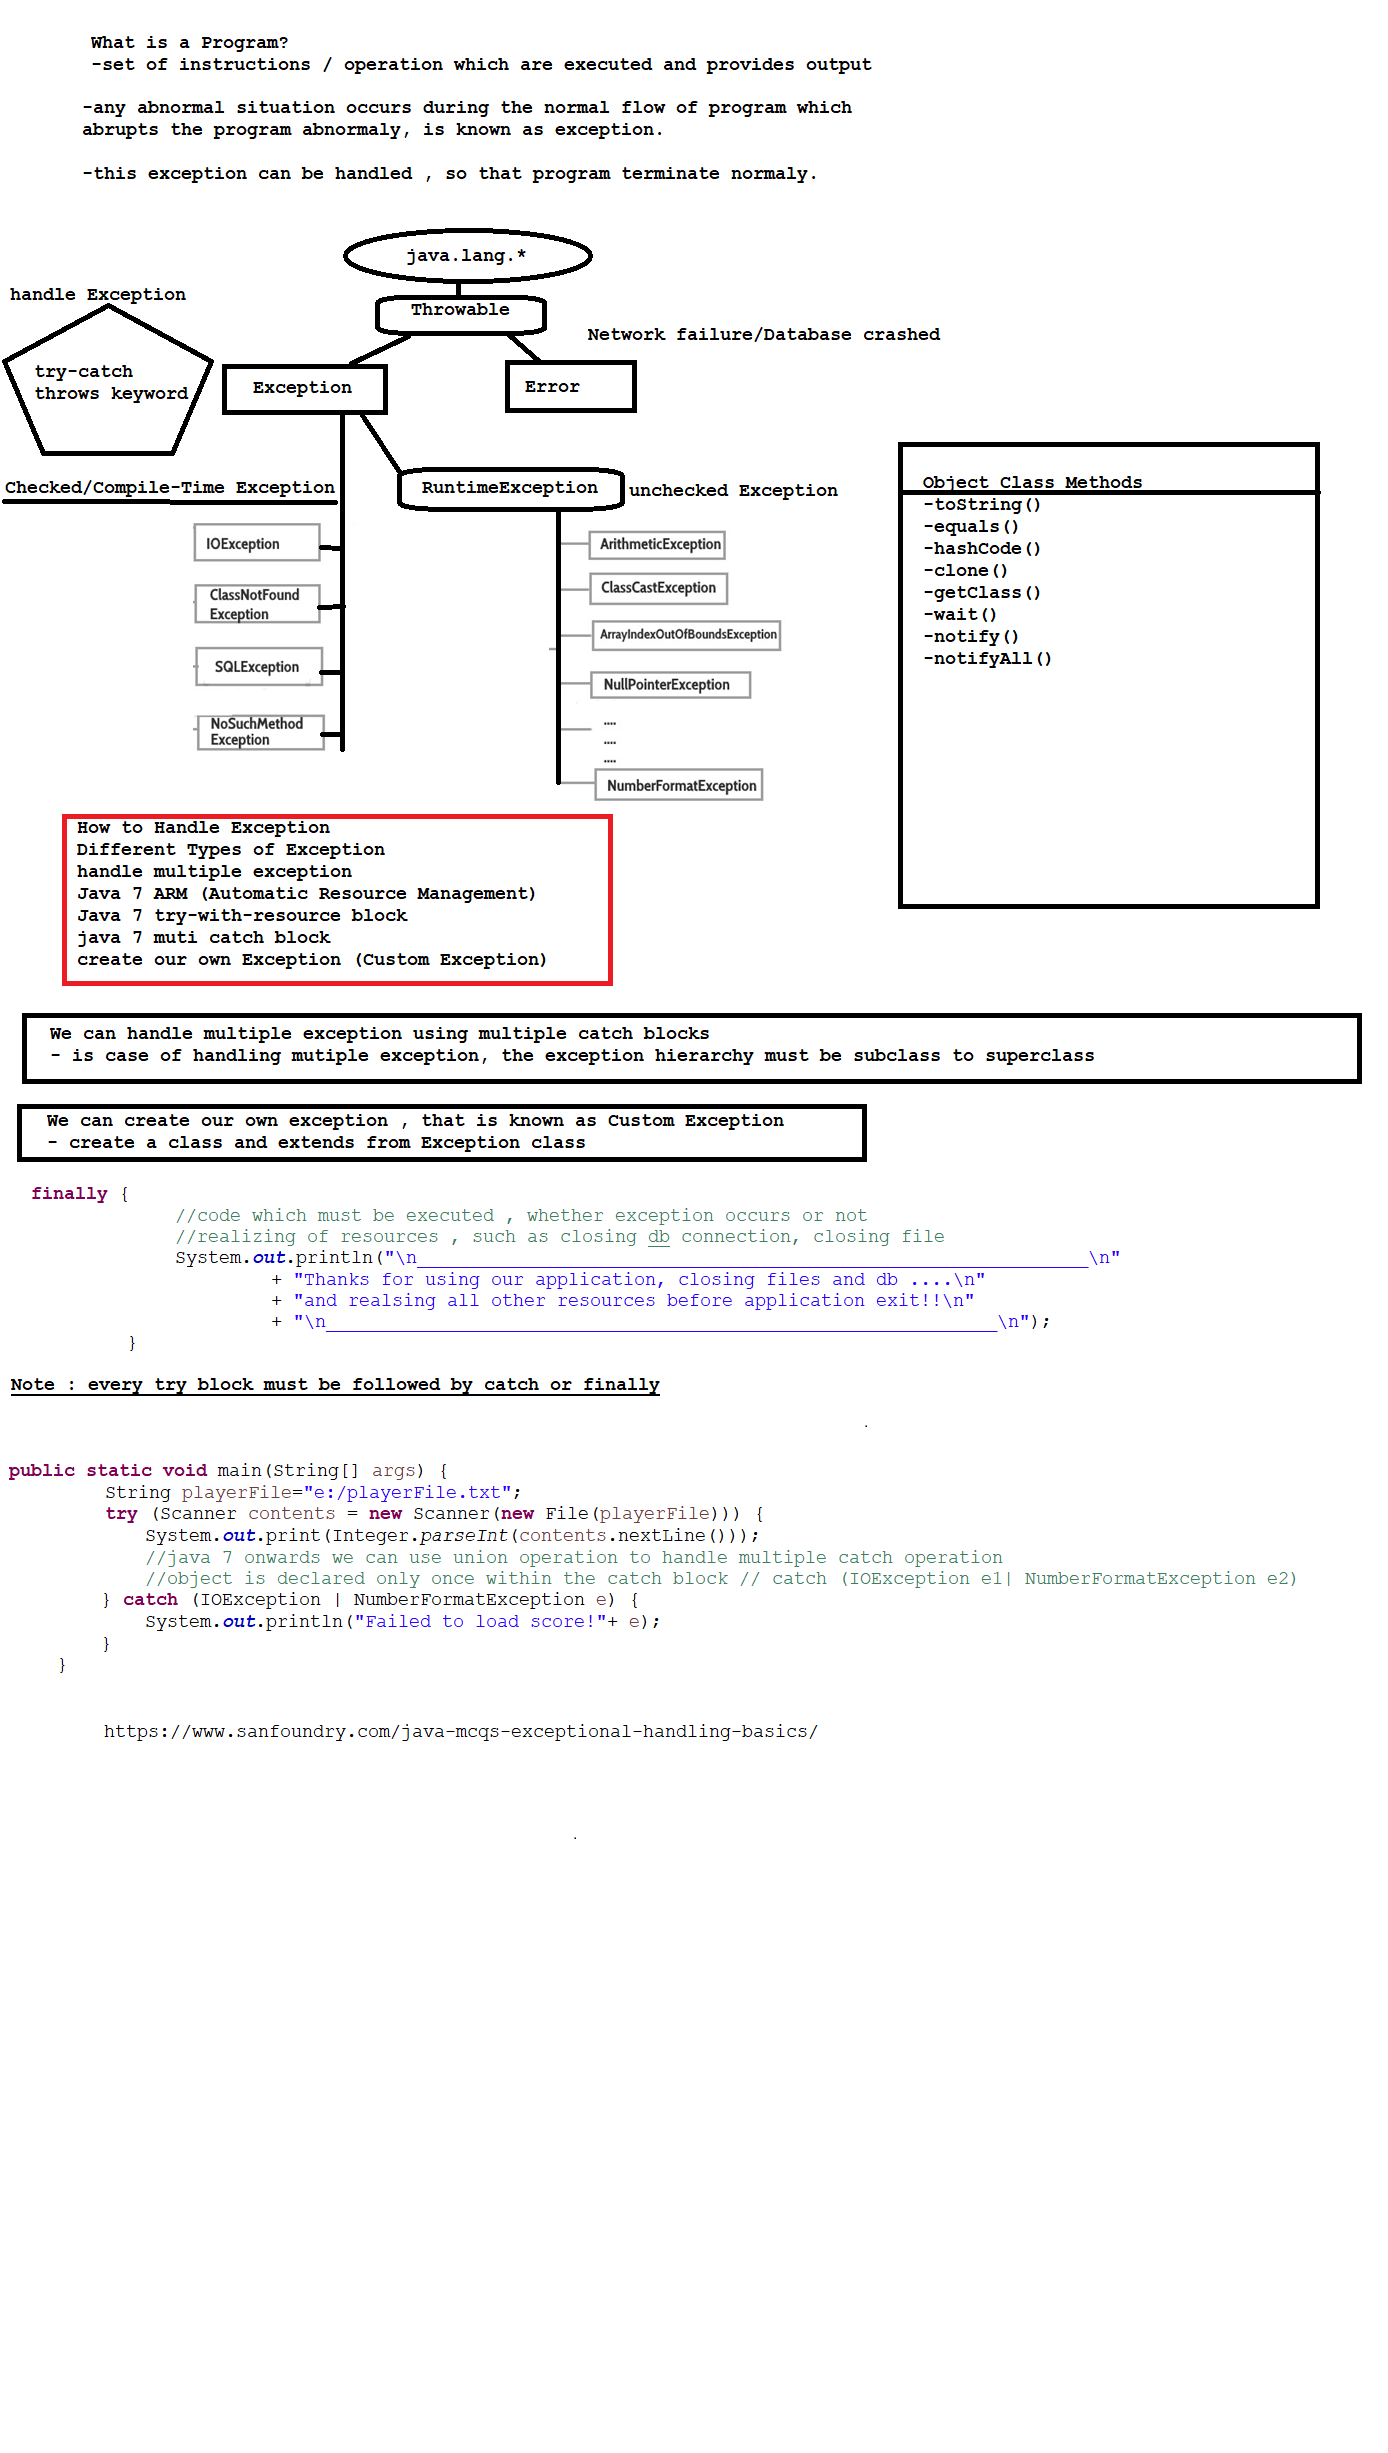 What is a Program?
-set of instructions / operation which are executed and provides output
-any abnormal situation occurs during the normal flow of program which
abrupts the program abnormaly, is known as exception.
-this exception can be handled , so that program terminate normaly.
java.lang.*
handle Exception
Throwable
Network failure/Database crashed
try-catch
throws keyword
Exception
Error
Checked/Compile-Time Exception
RuntimeException
unchecked Exception
IOException
ClassNotFound
Exception
SQLException
NoSuchMethod
Exception
ArithmeticException
ClassCastException
ArrayIndexOutOfBoundsException
NullPointerException
....
....
....
NumberFormatException
Object Class Methods
-toString()
-equals()
-hashCode()
-clone()
-getClass()
-wait()
-notify()
-notifyAll()
How to Handle Exception
Different Types of Exception
handle multiple exception
Java 7 ARM (Automatic Resource Management)
Java 7 try-with-resource block
java 7 muti catch block
create our own Exception (Custom Exception)
We can handle multiple exception using multiple catch blocks
- is case of handling mutiple exception, the exception hierarchy must be subclass to superclass
We can create our own exception , that is known as Custom Exception
- create a class and extends from Exception class
finally {
//code which must be executed , whether exception occurs or not
//realizing of resources , such as closing db connection, closing file
System.out.println("\n_____________________________________________________________\n"
+ "Thanks for using our application, closing files and db ....\n"
+ "and realsing all other resources before application exit!!\n"
+ "\n_____________________________________________________________\n");
}
Note : every try block must be followed by catch or finally
public static void main(String[] args) {
String playerFile="e:/playerFile.txt";
try (Scanner contents = new Scanner(new File(playerFile))) {
System.out.print(Integer.parseInt(contents.nextLine()));
//java 7 onwards we can use union operation to handle multiple catch operation
//object is declared only once within the catch block // catch (IOException e1| NumberFormatException e2)
} catch (IOException | NumberFormatException e) {
System.out.println("Failed to load score!"+ e);
}
}
https://www.sanfoundry.com/java-mcqs-exceptional-handling-basics/